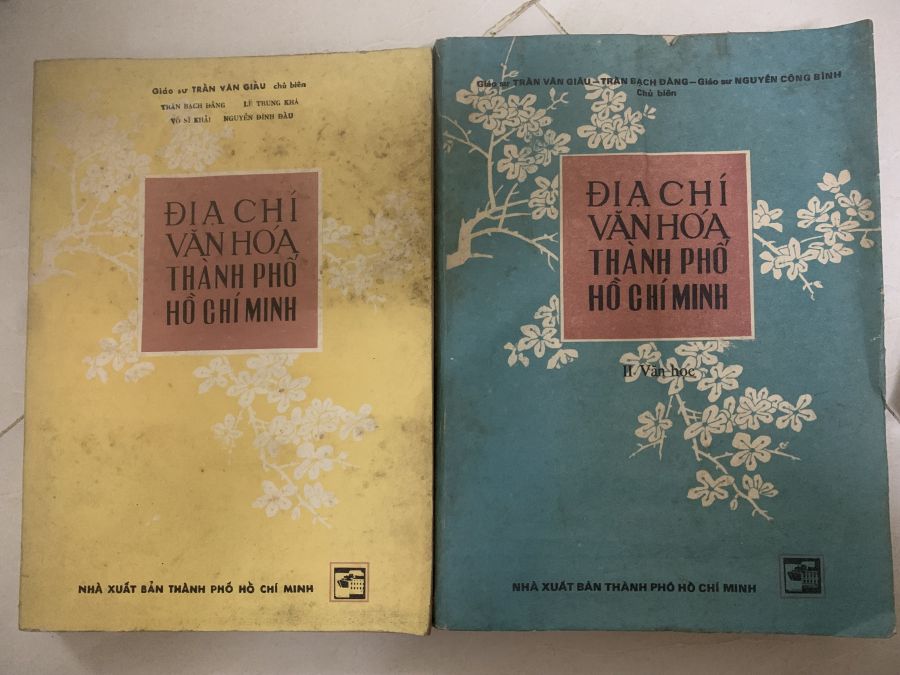 Giáo sư TRẦN VĂN GIÀU chủ biên
TRẦN BẠCH ĐẰNG LÊ TRUNG KHÁ
VÕ SĨ KHẢI NGUYỄN ĐÌNH ĐẦU
ĐỊA CHÍ
VĂN HÓA
THÀNH PHỐ
HỒ CHÍ MINH
NHÀ XUẤT BẢN THÀNH PHỐ HỒ CHÍ MINH
Giáo sư TRẦN VĂN GIÀU – TRẦN BẠCH ĐẰNG – Giáo sư NGUYỄN CÔNG BÌNH
Chủ biên
ĐỊA CHÍ
VĂN HÓA
THÀNH PHỐ
HỒ CHÍ MINH
II. Văn học
NHÀ XUẤT BẢN THÀNH PHỐ HỒ CHÍ MINH